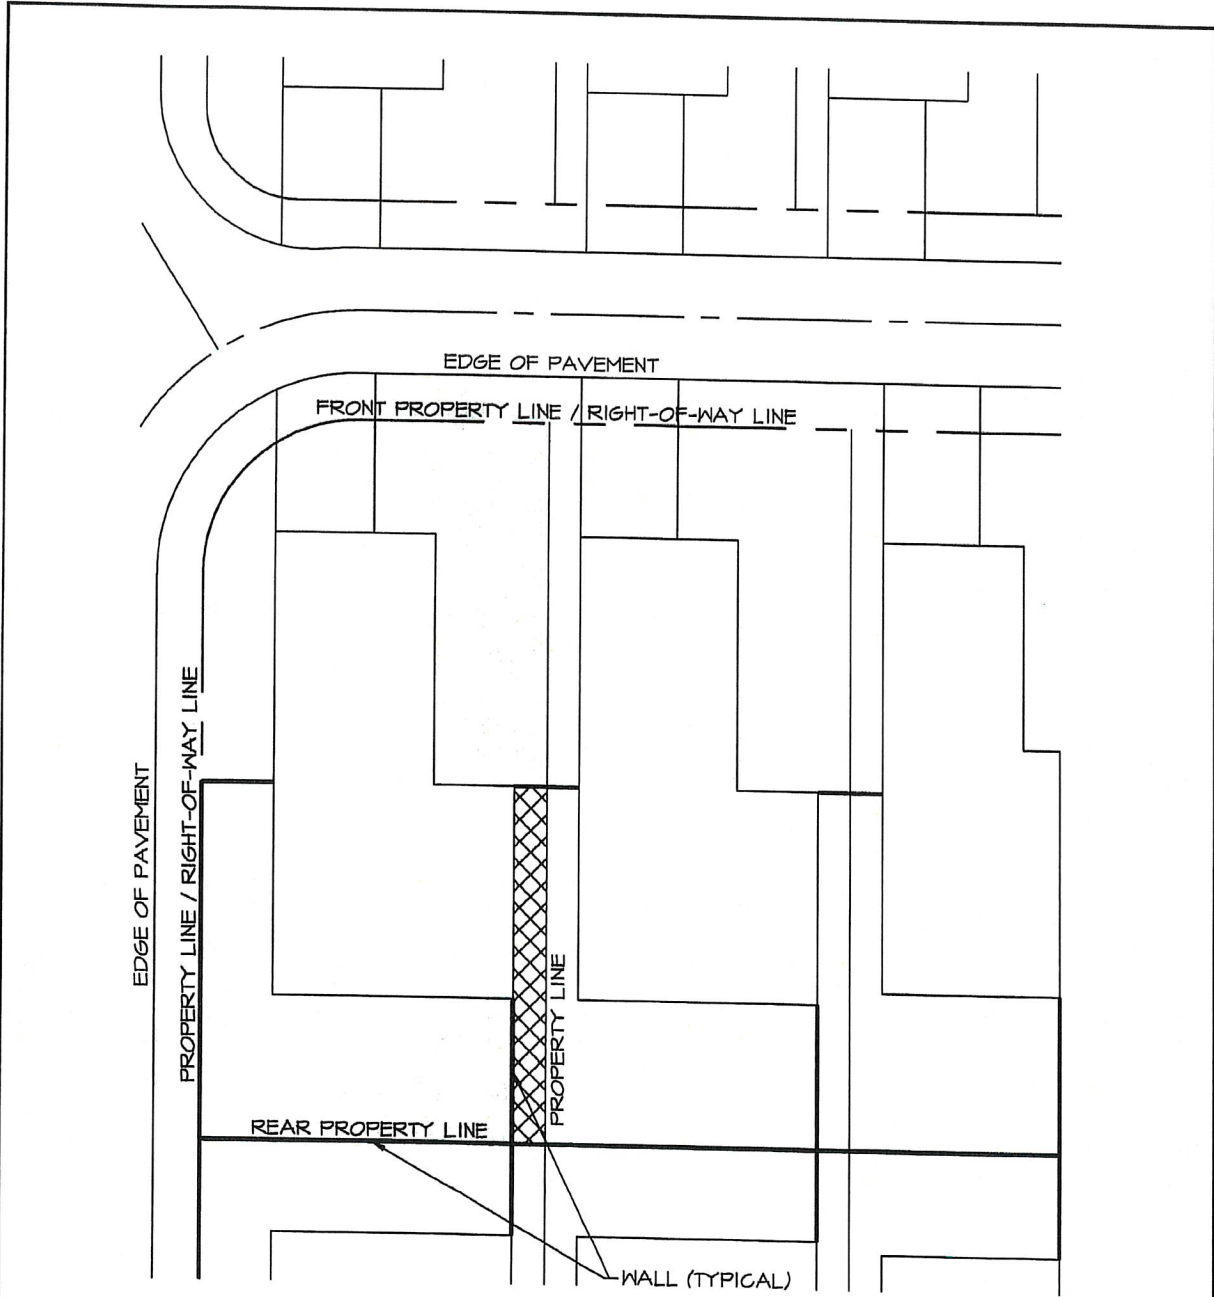 EDGE OF PAVEMENT
FRONT PROPERTY LINE / RIGHT-OF-WAY LINE
EDGE OF PAVEMENT
PROPERTY LINE / RIGHT-OF-WAY LINE
PROPERTY LINE
REAR PROPERTY LINE
WALL (TYPICAL)